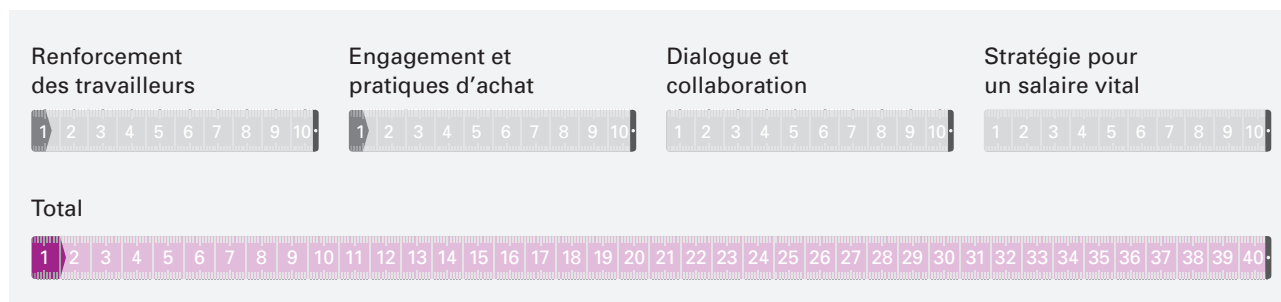 Renforcement
des travailleurs
1 2 3 4 5 6 7 8 9 10
Engagement et
pratiques d'achat
1 2 3 4 5 6 7 8 9 10
Dialogue et
collaboration
1 2 3 4 5 6 7 8 9 10
Stratégie pour
un salaire vital
1 2 3 4 5 6 7 8 9 10
Total
1 2 3 4 5 6 7 8 9 10 11 12 13 14 15 16 17 18 19 20 21 22 23 24 25 26 27 28 29 30 31 32 33 34 35 36 37 38 39 40